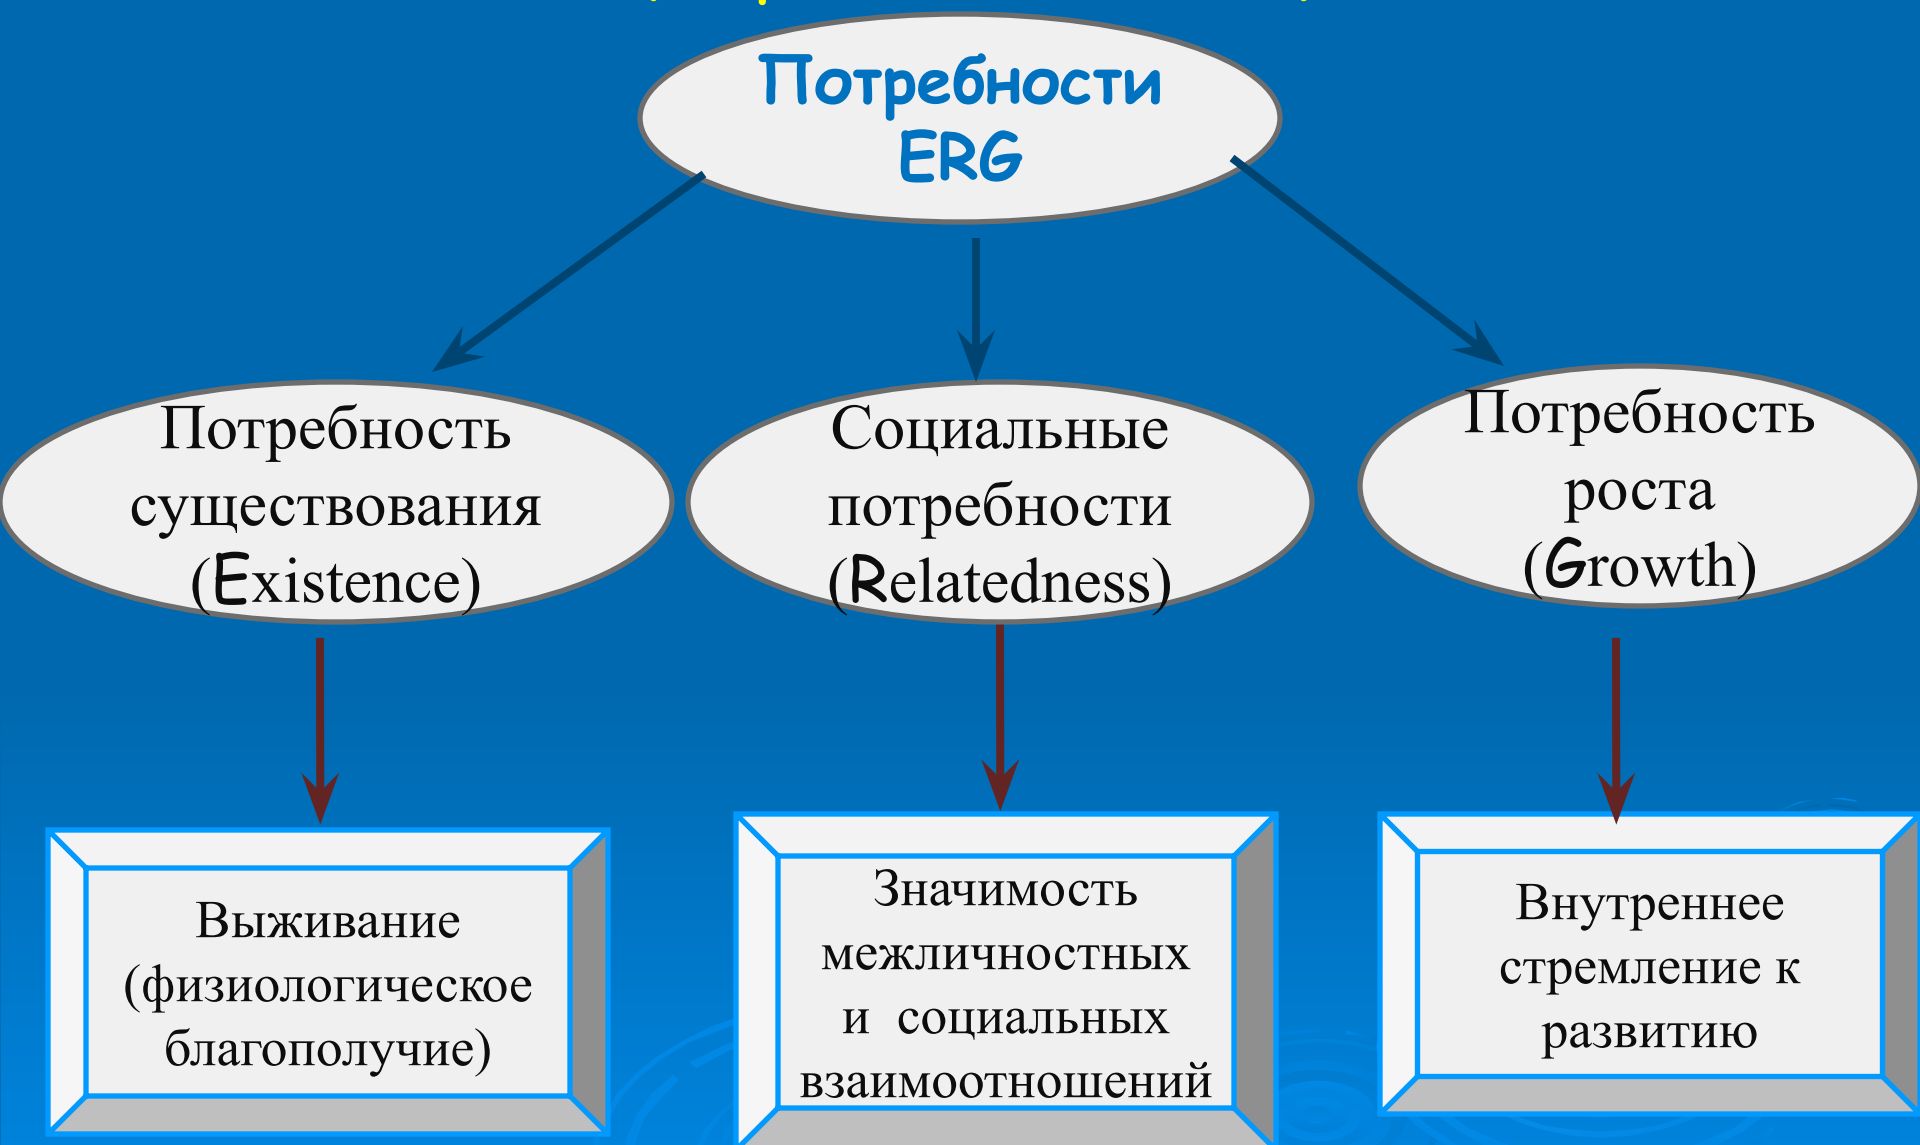 Потребности
ERG
Потребность
существования
(Existence)
Социальные
потребности
(Relatedness)
Потребность
роста
(Growth)
Выживание
(физиологическое
благополучие)
Значимость
межличностных
и социальных
взаимоотношений
Внутреннее
стремление к
развитию